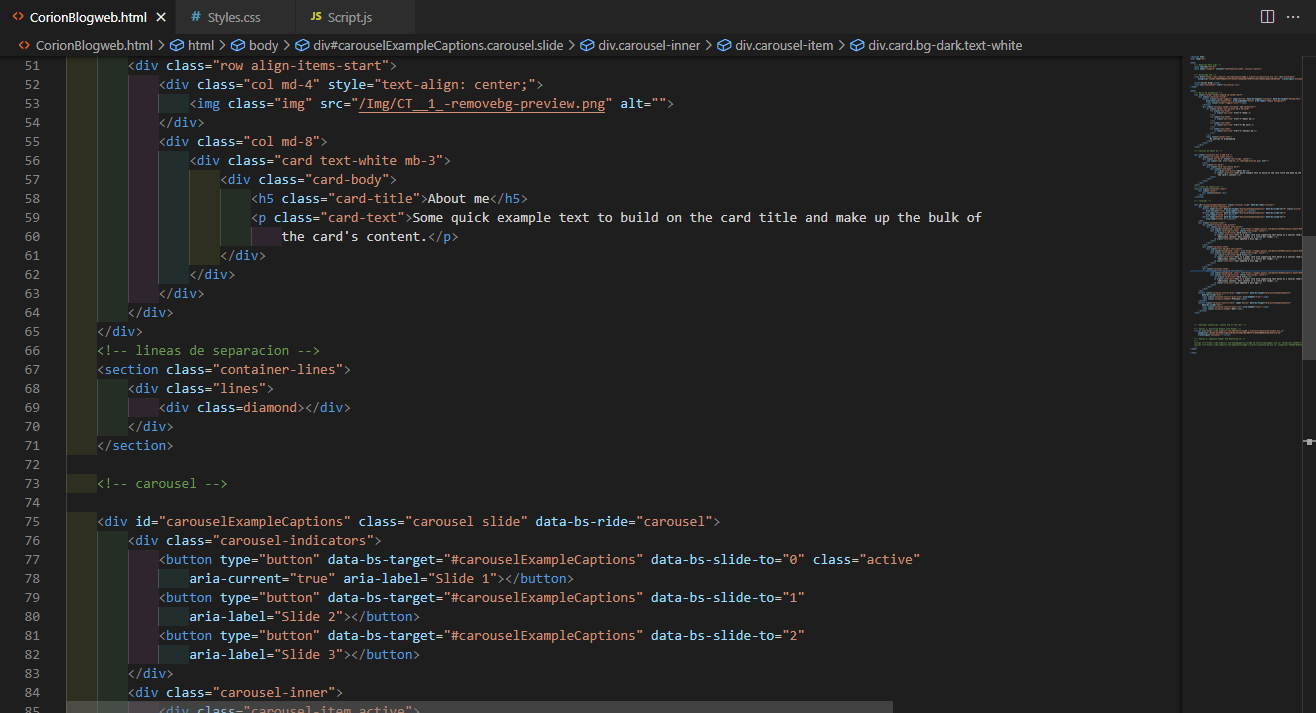 CorionBlogweb.html Styles.css JS Script.js
CorionBlogweb.html > html > body > div#carouselExampleCaptions.carousel.slide > div.carousel-inner > div.carousel-item > div.card.bg-dark.text-white
51 <div class="row align-items-start">
52 <div class="col md-4" style="text-align: center;">
53 <img class="img" src="/Img/CT__1_-removebg-preview.png" alt="">
54 </div>
55 <div class="col md-8">
56 <div class="card text-white mb-3">
57 <div class="card-body">
58 <h5 class="card-title">About me</h5>
59 <p class="card-text">Some quick example text to build on the card title and make up the bulk of
60 the card's content.</p>
61 </div>
62 </div>
63 </div>
64 </div>
65 </div>
66 <!-- lineas de separacion -->
67 <section class="container-lines">
68 <div class="lines">
69 <div class=diamond></div>
70 </div>
71 </section>
72
73 <!-- carousel -->
74
75 <div id="carouselExampleCaptions" class="carousel slide" data-bs-ride="carousel">
76 <div class="carousel-indicators">
77 <button type="button" data-bs-target="#carouselExampleCaptions" data-bs-slide-to="0" class="active"
78 aria-current="true" aria-label="Slide 1"></button>
79 <button type="button" data-bs-target="#carouselExampleCaptions" data-bs-slide-to="1"
80 aria-label="Slide 2"></button>
81 <button type="button" data-bs-target="#carouselExampleCaptions" data-bs-slide-to="2"
82 aria-label="Slide 3"></button>
83 </div>
84 <div class="carousel-inner">
85 <div class="carousel-item active">